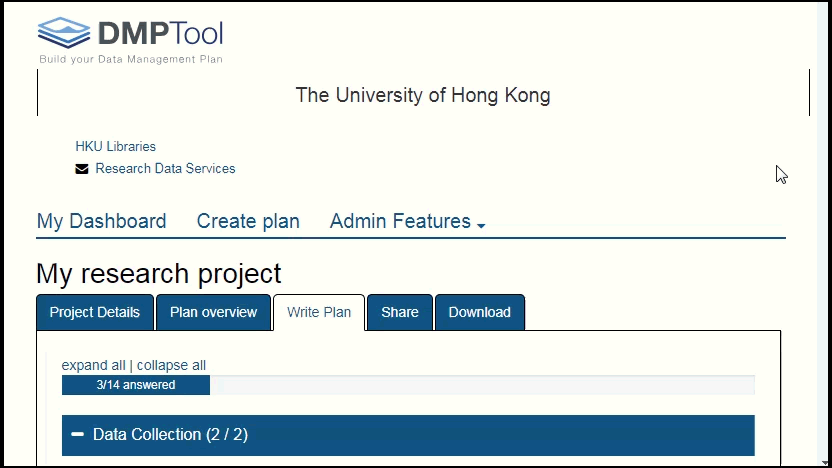 DMPTool
Build your Data Management Plan
The University of Hong Kong
HKU Libraries
Research Data Services
My Dashboard Create plan Admin Features
My research project
Project Details Plan overview Write Plan Share Download
expand all | collapse all
3/14 answered
Data Collection (2 / 2)